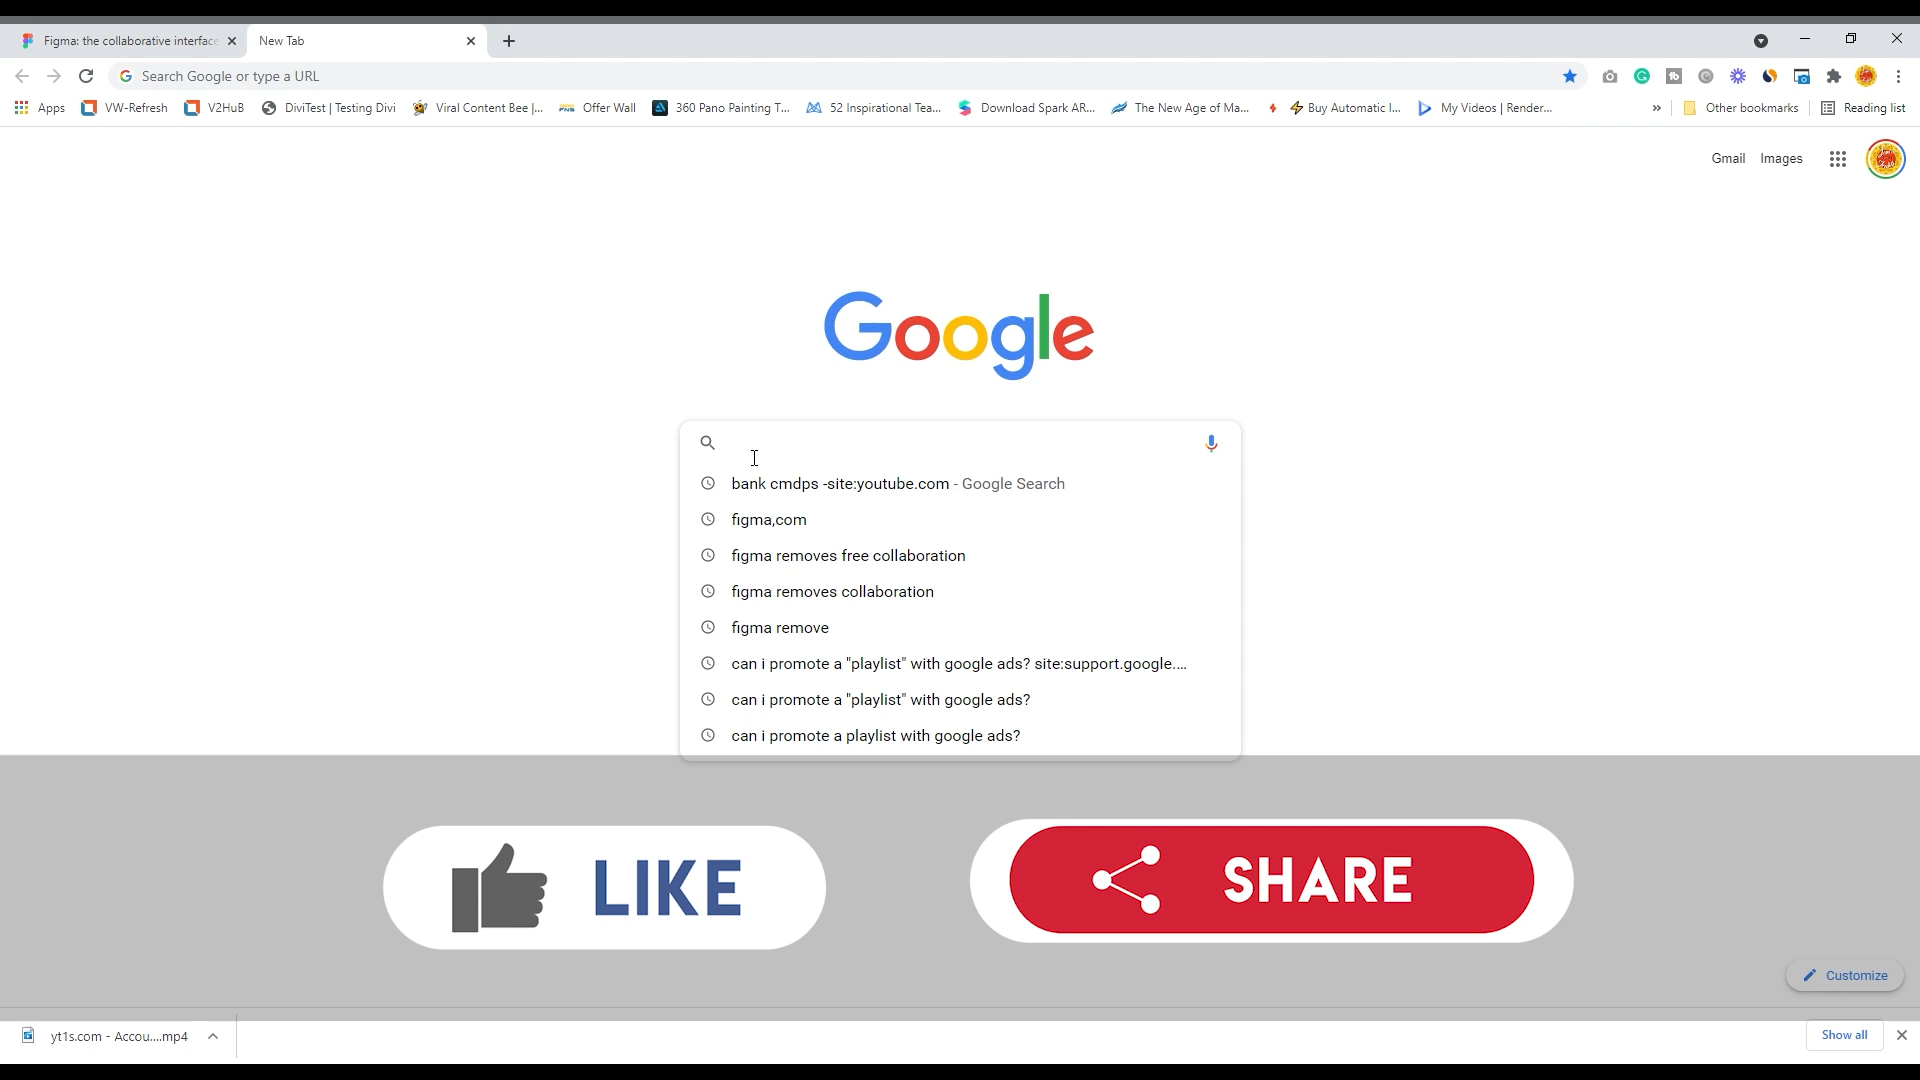 Figma: the collaborative interface
New Tab
Search Google or type a URL
Apps VW-Refresh V2HuB DiviTest | Testing Divi Viral Content Bee |... Offer Wall 360 Pano Painting T... 52 Inspirational Tea... Download Spark AR... The New Age of Ma... Buy Automatic I... My Videos | Render... » Other bookmarks Reading list
Gmail Images
Google
bank cmdps -site:youtube.com - Google Search
figma,com
figma removes free collaboration
figma removes collaboration
figma remove
can i promote a "playlist" with google ads? site:support.google....
can i promote a "playlist" with google ads?
can i promote a playlist with google ads?
LIKE
SHARE
Customize
yt1s.com - Accou....mp4
Show all